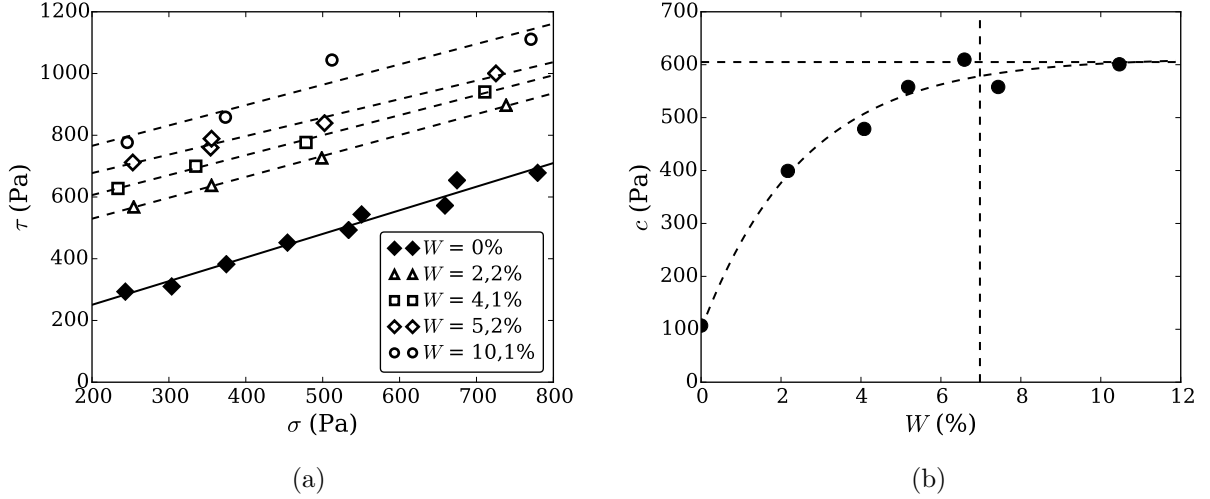 1200
1000
800
600
400
200
0
τ (Pa)
200 300 400 500 600 700 800
σ (Pa)
W = 0%
W = 2,2%
W = 4,1%
W = 5,2%
W = 10,1%
(a)
700
600
500
400
300
200
100
0
c (Pa)
0 2 4 6 8 10 12
W (%)
(b)